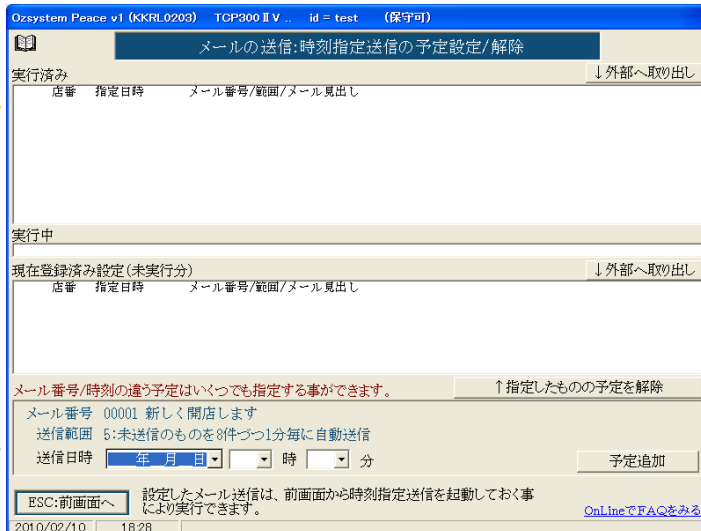 Ozsystem Peace v1 (KKRL0203) TCP300ⅡV .. id = test (保守可)
メールの送信:時刻指定送信の予定設定/解除
実行済み
↓外部へ取り出し
店番 指定日時 メール番号/範囲/メール見出し
実行中
現在登録済み設定(未実行分)
↓外部へ取り出し
店番 指定日時 メール番号/範囲/メール見出し
メール番号/時刻の違う予定はいくつでも指定する事ができます。
↑指定したものの予定を解除
メール番号 00001 新しく開店します
送信範囲 5:未送信のものを8件づつ1分毎に自動送信
送信日時 年 月 日 時 分
予定追加
ESC:前画面へ
設定したメール送信は、前画面から時刻指定送信を起動しておく事
により実行できます。
OnLineでFAQをみる
2010/02/10 18:28